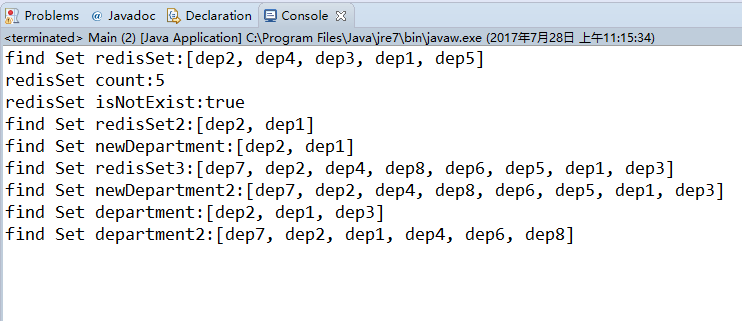 Problems @ Javadoc Declaration Console
<terminated> Main (2) [Java Application] C:\Program Files\Java\jre7\bin\javaw.exe (2017年7月28日 上午11:15:34)
find Set redisSet:[dep2, dep4, dep3, dep1, dep5]
redisSet count:5
redisSet isNotExist:true
find Set redisSet2:[dep2, dep1]
find Set newDepartment:[dep2, dep1]
find Set redisSet3:[dep7, dep2, dep4, dep8, dep6, dep5, dep1, dep3]
find Set newDepartment2:[dep7, dep2, dep4, dep8, dep6, dep5, dep1, dep3]
find Set department:[dep2, dep1, dep3]
find Set department2:[dep7, dep2, dep1, dep4, dep6, dep8]